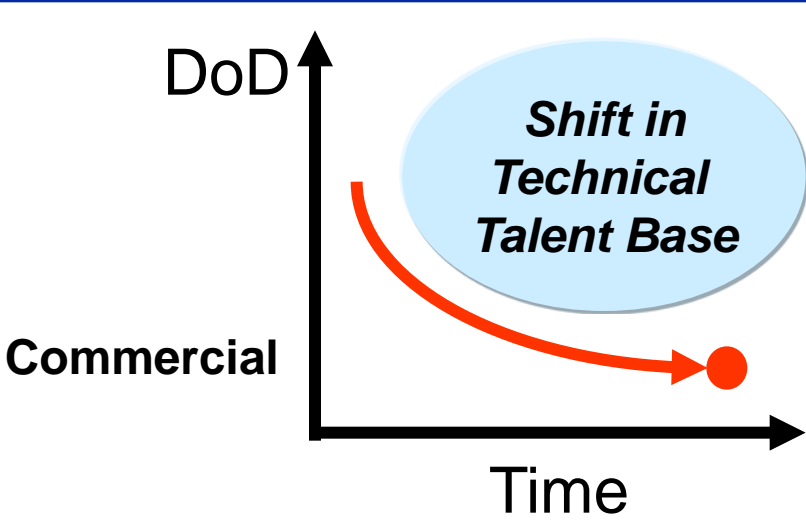 DoD
Shift in
Technical
Talent Base
Commercial
Time